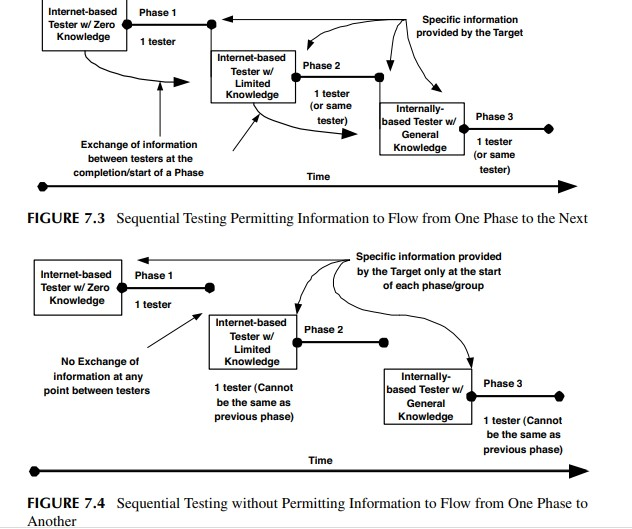 Internet-based
Tester w/ Zero
Knowledge
Phase 1
1 tester
Specific information
provided by the Target
Internet-based
Tester w/
Limited
Knowledge
Phase 2
1 tester
(or same
tester)
Internally-
based Tester w/
General
Knowledge
Phase 3
1 tester
(or same
tester)
Exchange of information
between testers at the
completion/start of a Phase
Time
FIGURE 7.3 Sequential Testing Permitting Information to Flow from One Phase to the Next
Internet-based
Tester w/ Zero
Knowledge
Phase 1
1 tester
Specific information provided
by the Target only at the start
of each phase/group
Internet-based
Tester w/
Limited
Knowledge
Phase 2
1 tester (Cannot
be the same as
previous phase)
No Exchange of
information at any
point between testers
Internally-
based Tester w/
General
Knowledge
Phase 3
1 tester (Cannot
be the same as
previous phase)
Time
FIGURE 7.4 Sequential Testing without Permitting Information to Flow from One Phase to
Another